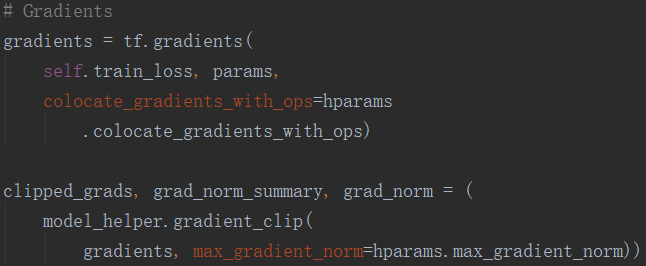 # Gradients
gradients = tf.gradients(
    self.train_loss, params,
    colocate_gradients_with_ops=hparams
        .colocate_gradients_with_ops)

clipped_grads, grad_norm_summary, grad_norm = (
    model_helper.gradient_clip(
        gradients, max_gradient_norm=hparams.max_gradient_norm))